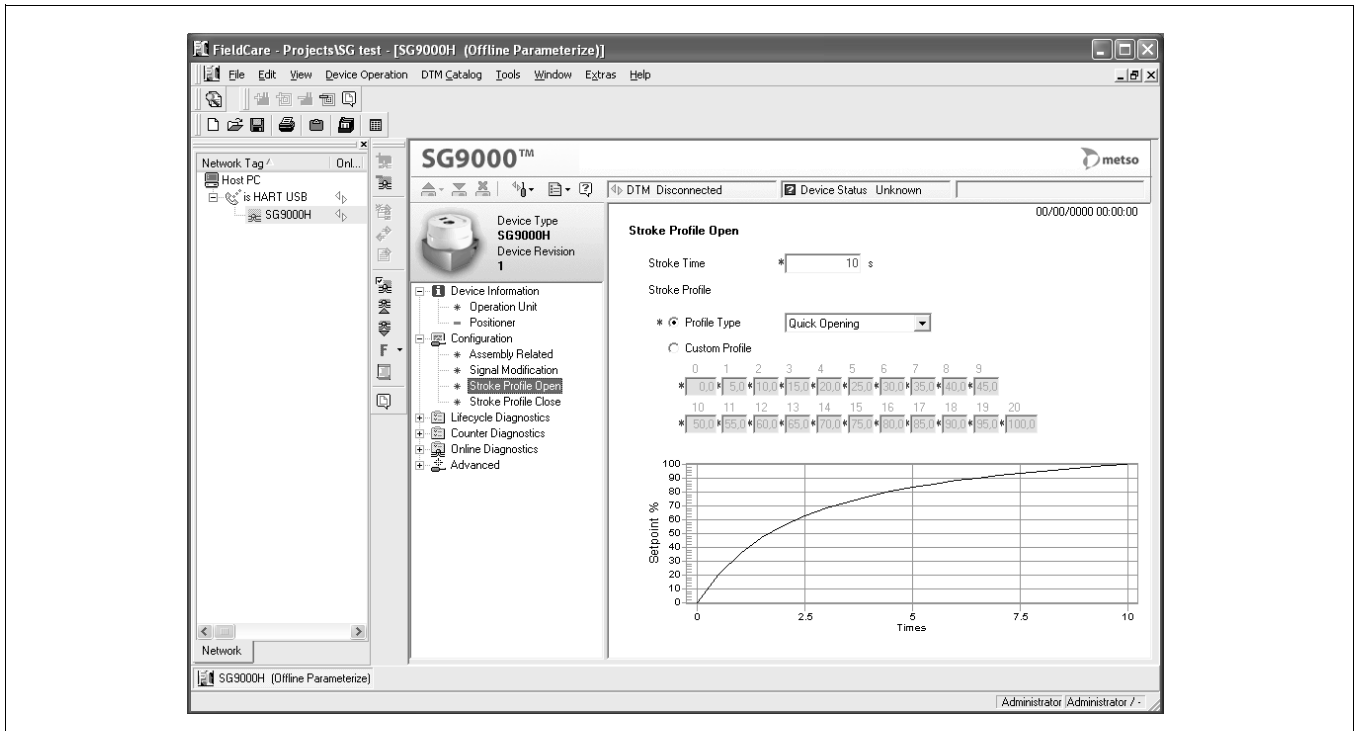 FieldCare - Projects\SG test - [SG9000H (Offline Parameterize)]
File Edit View Device Operation DTM Catalog Tools Window Extras Help
Network Tag Onl...
Host PC
is HART USB
SG9000H
Network
F
SG9000™
metso
DTM Disconnected
Device Status Unknown
Device Type
SG9000H
Device Revision
1
Device Information
Operation Unit
Positioner
Configuration
Assembly Related
Signal Modification
Stroke Profile Open
Stroke Profile Close
Lifecycle Diagnostics
Counter Diagnostics
Online Diagnostics
Advanced
00/00/0000 00:00:00
Stroke Profile Open
Stroke Time * 10 s
Stroke Profile
* Profile Type Quick Opening
Custom Profile
0 1 2 3 4 5 6 7 8 9
* 0,0 * 5,0 * 10,0 * 15,0 * 20,0 * 25,0 * 30,0 * 35,0 * 40,0 * 45,0
10 11 12 13 14 15 16 17 18 19 20
* 50,0 * 55,0 * 60,0 * 65,0 * 70,0 * 75,0 * 80,0 * 85,0 * 90,0 * 95,0 * 100,0
Setpoint %
100
90
80
70
60
50
40
30
20
10
0
0 2.5 5 7.5 10
Times
SG9000H (Offline Parameterize)
Administrator Administrator / -